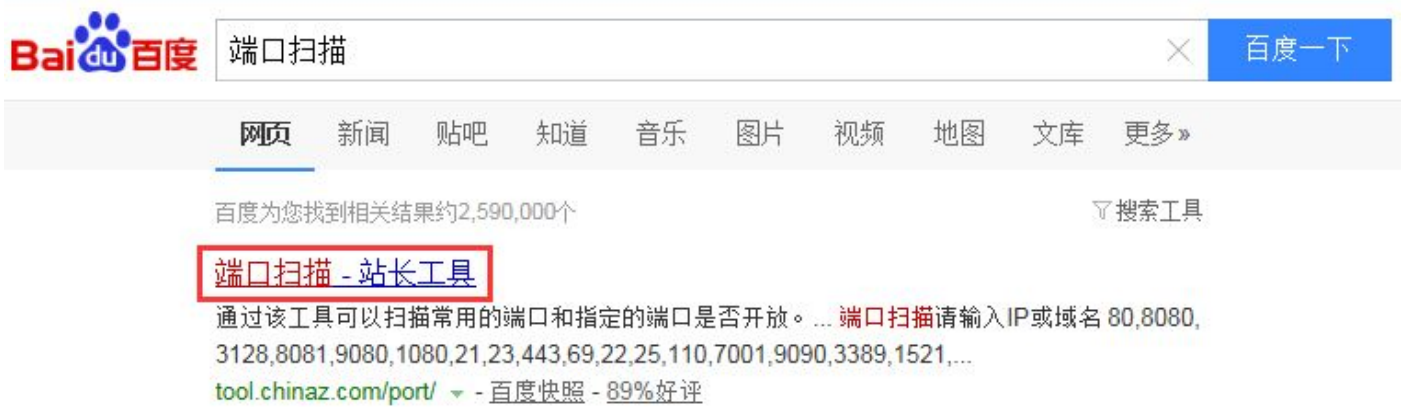 Bai du 百度 端口扫描 百度一下
网页 新闻 贴吧 知道 音乐 图片 视频 地图 文库 更多»
百度为您找到相关结果约2,590,000个 搜索工具
端口扫描 - 站长工具
通过该工具可以扫描常用的端口和指定的端口是否开放。... 端口扫描请输入IP或域名 80,8080,
3128,8081,9080,1080,21,23,443,69,22,25,110,7001,9090,3389,1521,...
tool.chinaz.com/port/ - 百度快照 - 89%好评